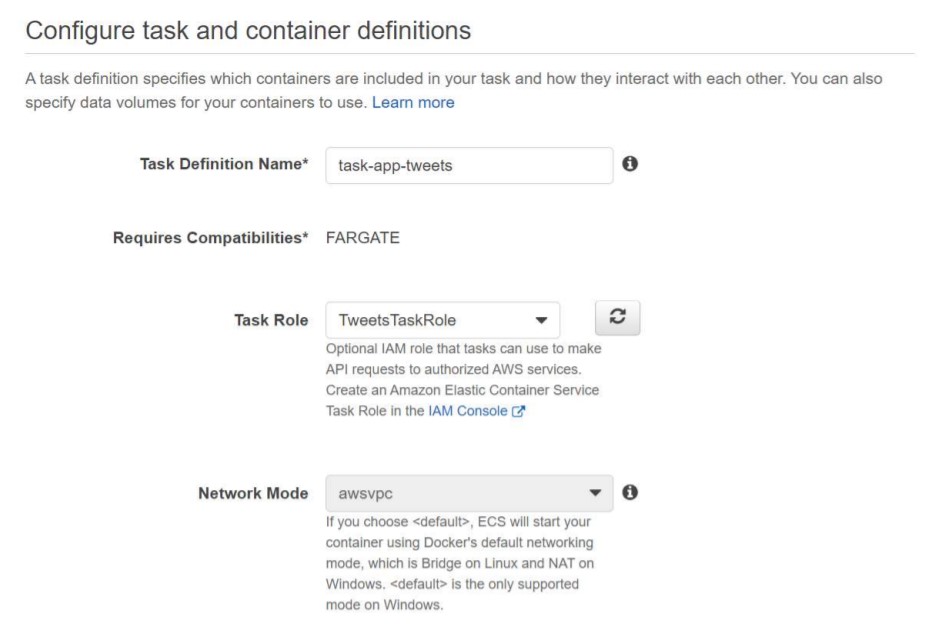 Configure task and container definitions
A task definition specifies which containers are included in your task and how they interact with each other. You can also
specify data volumes for your containers to use. Learn more
Task Definition Name* task-app-tweets
Requires Compatibilities* FARGATE
Task Role TweetsTaskRole
Optional IAM role that tasks can use to make
API requests to authorized AWS services.
Create an Amazon Elastic Container Service
Task Role in the IAM Console
Network Mode awsvpc
If you choose <default>, ECS will start your
container using Docker's default networking
mode, which is Bridge on Linux and NAT on
Windows. <default> is the only supported
mode on Windows.